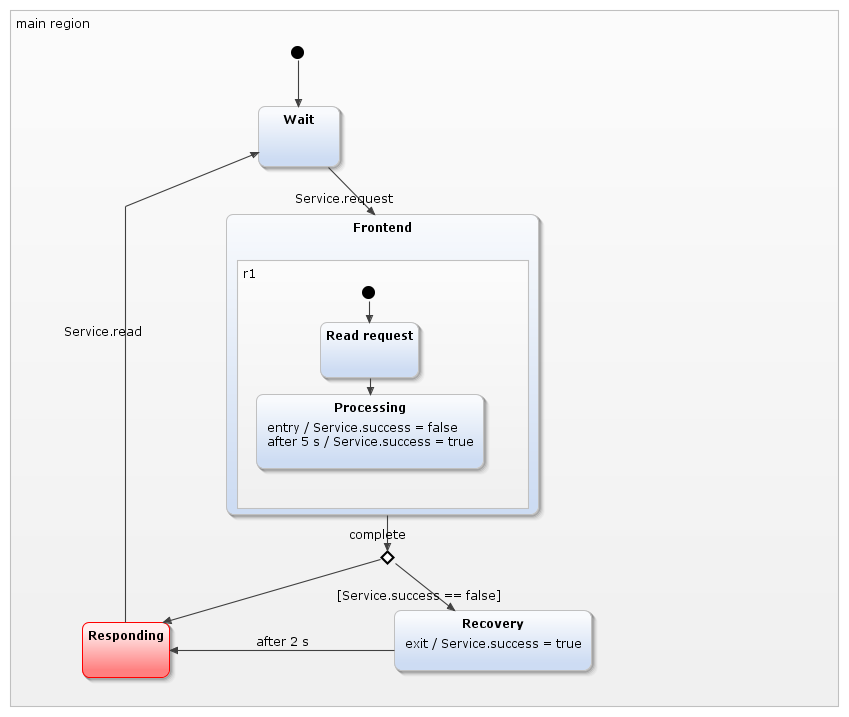 main region
Wait
Service.request
Frontend
r1
Read request
Service.read
Processing
entry / Service.success = false
after 5 s / Service.success = true
complete
[Service.success == false]
Recovery
Responding
after 2 s
exit / Service.success = true